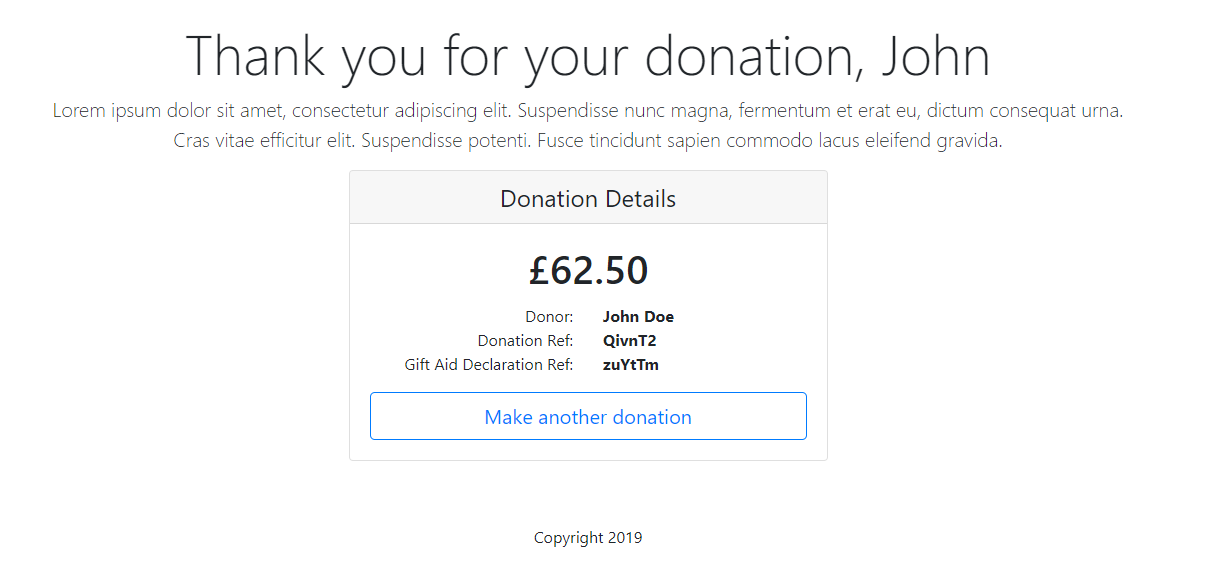 Thank you for your donation, John
Lorem ipsum dolor sit amet, consectetur adipiscing elit. Suspendisse nunc magna, fermentum et erat eu, dictum consequat urna.
Cras vitae efficitur elit. Suspendisse potenti. Fusce tincidunt sapien commodo lacus eleifend gravida.
Donation Details
£62.50
Donor: John Doe
Donation Ref: QivnT2
Gift Aid Declaration Ref: zuYtTm
Make another donation
Copyright 2019